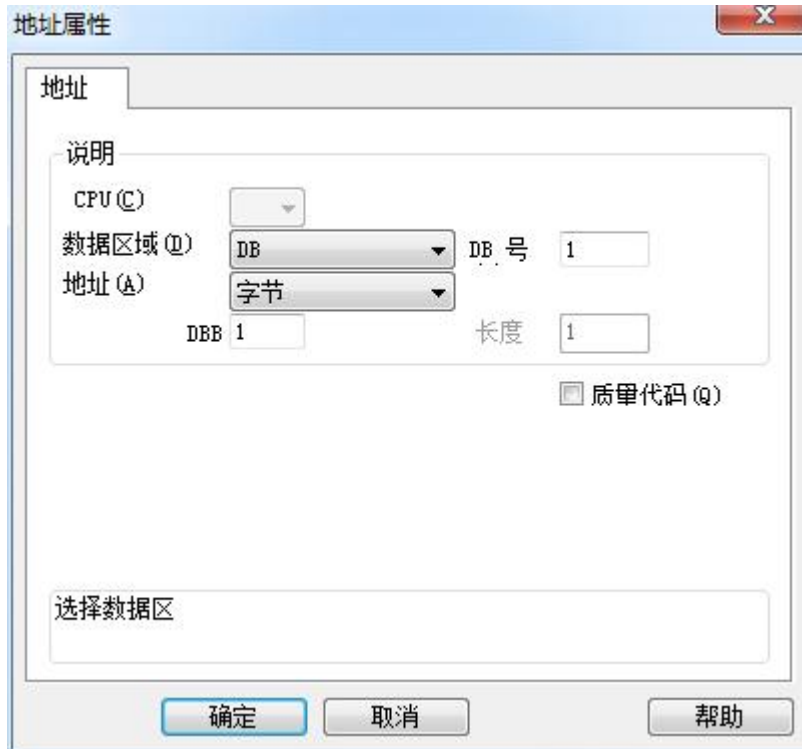 地址属性
地址
说明
CPU(C)
数据区域(D) DB DB 号 1
地址(A) 字节
DBB 1 长度 1
质里代码(Q)
选择数据区
确定 取消 帮助